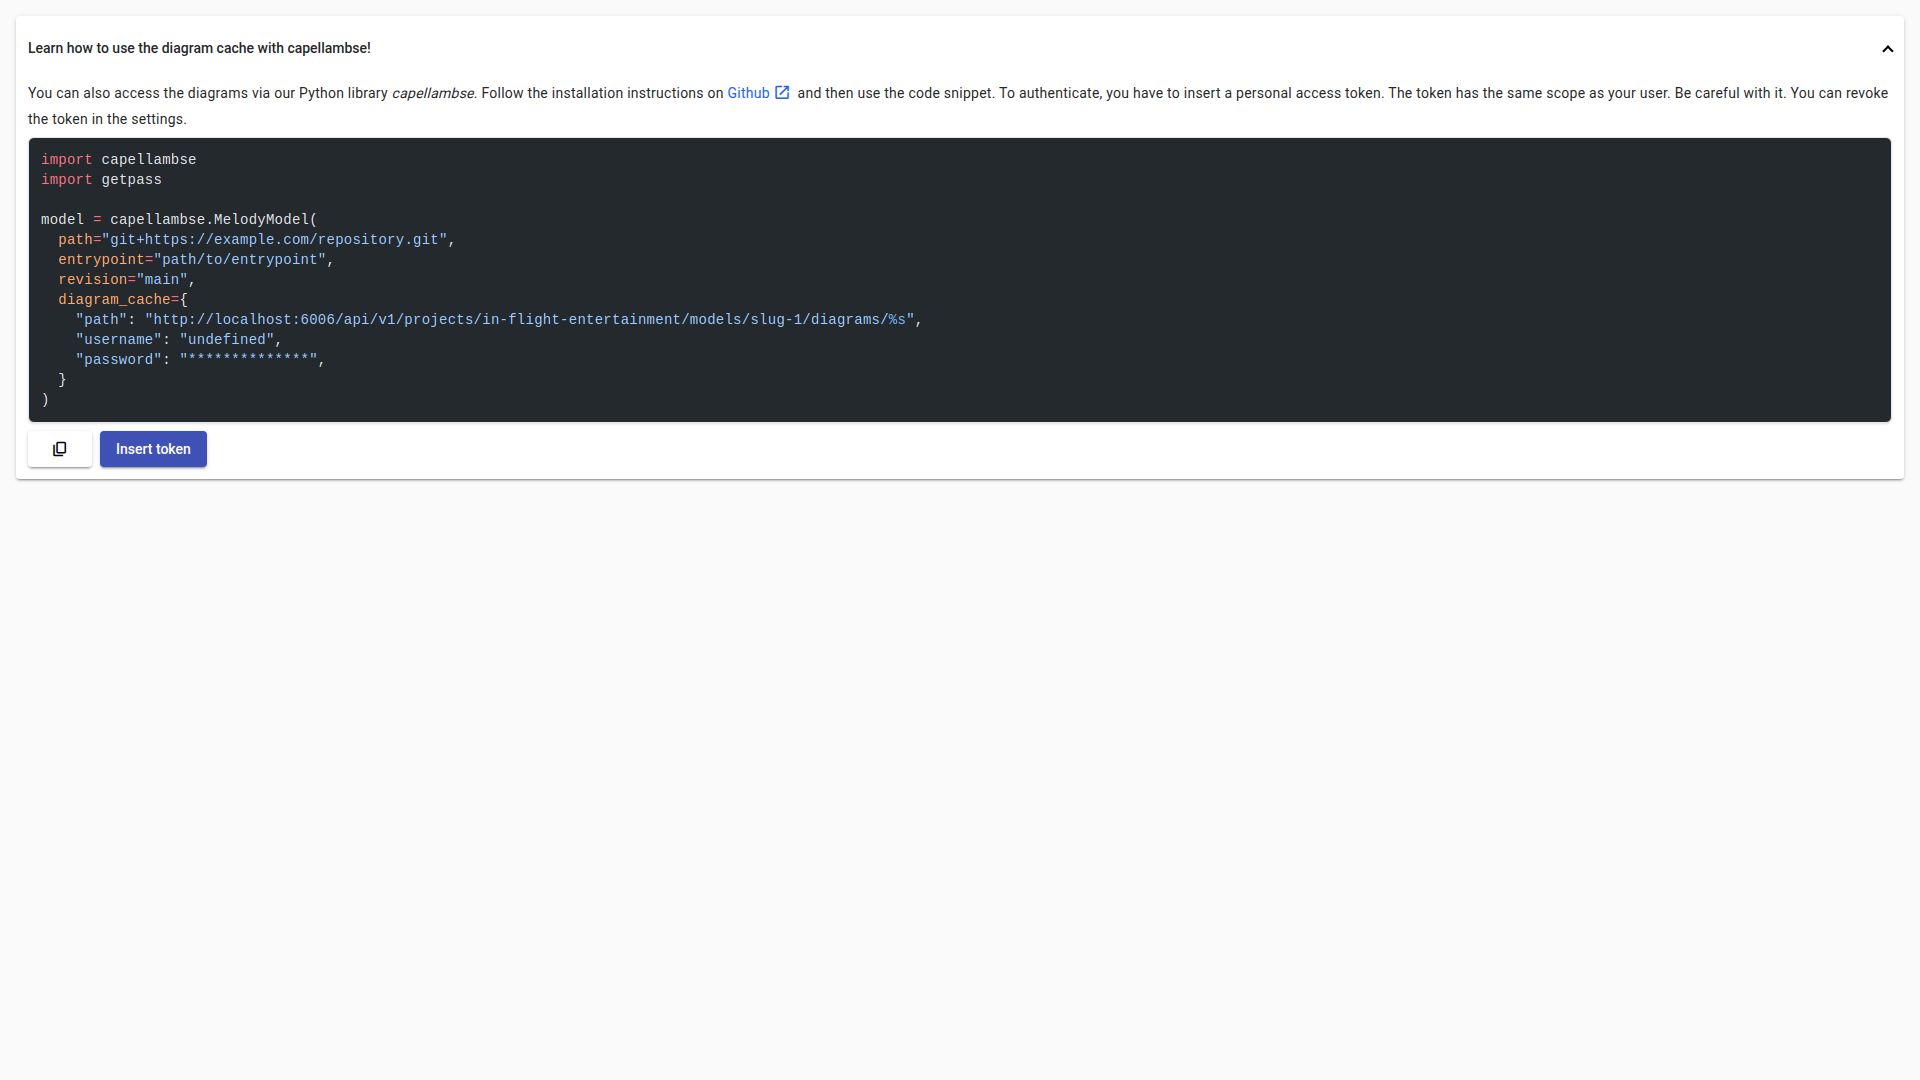 Learn how to use the diagram cache with capellambse!
You can also access the diagrams via our Python library capellambse. Follow the installation instructions on Github and then use the code snippet. To authenticate, you have to insert a personal access token. The token has the same scope as your user. Be careful with it. You can revoke
the token in the settings.
import capellambse
import getpass
model = capellambse.MelodyModel(
  path="git+https://example.com/repository.git",
  entrypoint="path/to/entrypoint",
  revision="main",
  diagram_cache={
    "path": "http://localhost:6006/api/v1/projects/in-flight-entertainment/models/slug-1/diagrams/%s",
    "username": "undefined",
    "password": "**************",
  }
)
Insert token